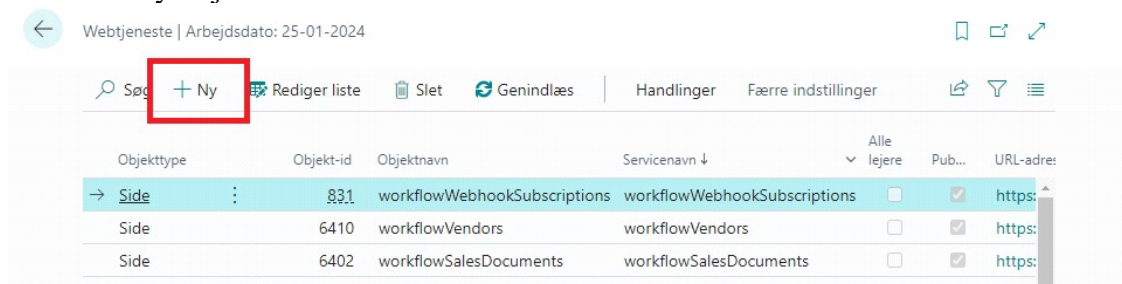 Webtjeneste | Arbejdsdato: 25-01-2024
Søg + Ny Rediger liste Slet Genindlæs Handlinger Færre indstillinger
Objekttype Objekt-id Objektnavn Servicenavn ↓ Alle lejere Pub... URL-adres
→ Side 831 workflowWebhookSubscriptions workflowWebhookSubscriptions https:
Side 6410 workflowVendors workflowVendors https:
Side 6402 workflowSalesDocuments workflowSalesDocuments https: